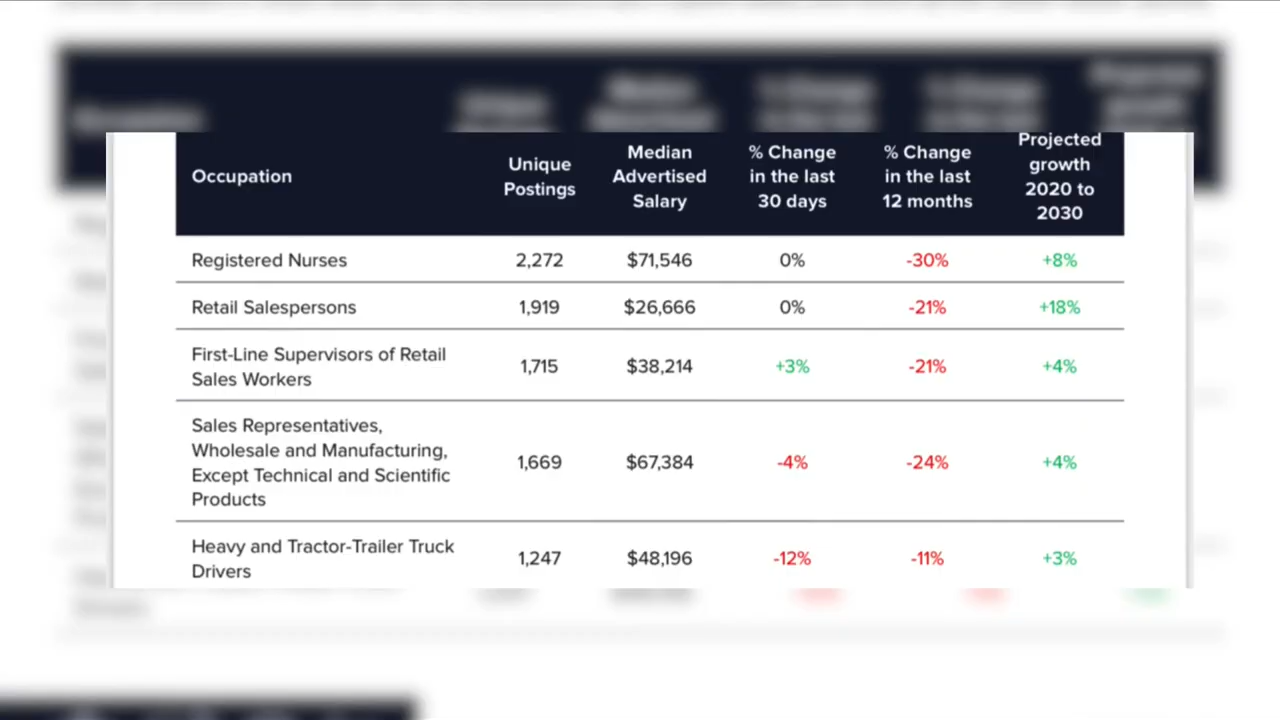 Occupation Unique Postings Median Advertised Salary % Change in the last 30 days % Change in the last 12 months Projected growth 2020 to 2030
Registered Nurses 2,272 $71,546 0% -30% +8%
Retail Salespersons 1,919 $26,666 0% -21% +18%
First-Line Supervisors of Retail
Sales Workers 1,715 $38,214 +3% -21% +4%
Sales Representatives,
Wholesale and Manufacturing,
Except Technical and Scientific
Products 1,669 $67,384 -4% -24% +4%
Heavy and Tractor-Trailer Truck
Drivers 1,247 $48,196 -12% -11% +3%